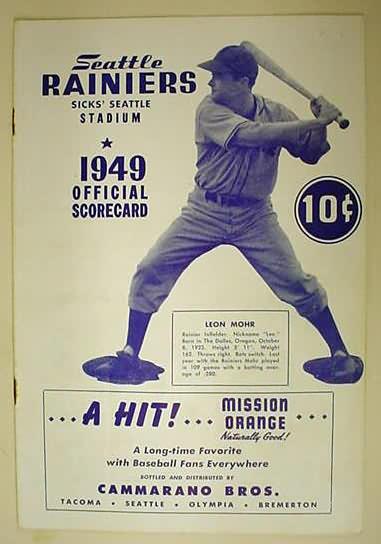 Seattle
RAINIERS
SICKS' SEATTLE
STADIUM
1949
OFFICIAL
SCORECARD
10¢
LEON MOHR
Rainier Infielder. Nickname "Lee."
Born in The Dalles, Oregon, October
8, 1925. Height 5' 11". Weight
162. Throws right. Bats switch. Last
year with the Rainiers Mohr played
in 109 games with a batting aver-
age of .280.
...A HIT!... MISSION
ORANGE ...
Naturally Good!
A Long-time Favorite
with Baseball Fans Everywhere
BOTTLED AND DISTRIBUTED BY
CAMMARANO BROS.
TACOMA • SEATTLE • OLYMPIA • BREMERTON